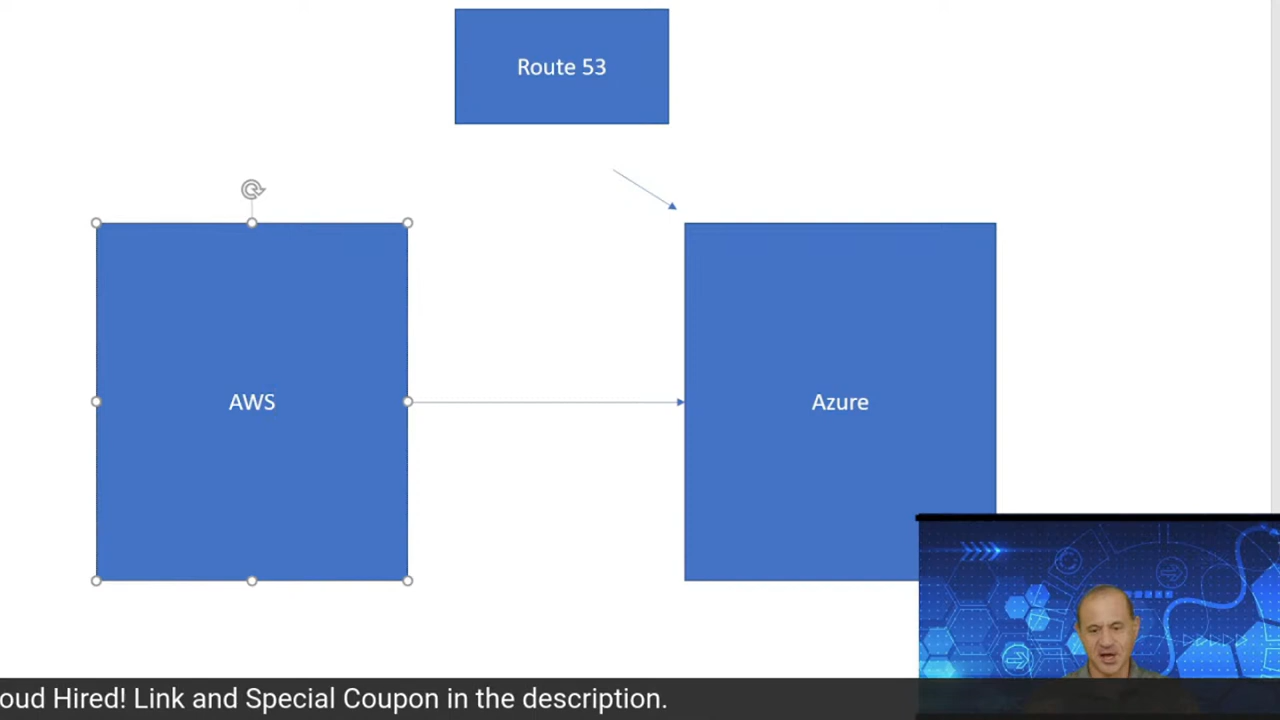 Route 53
AWS
Azure
oud Hired! Link and Special Coupon in the description.